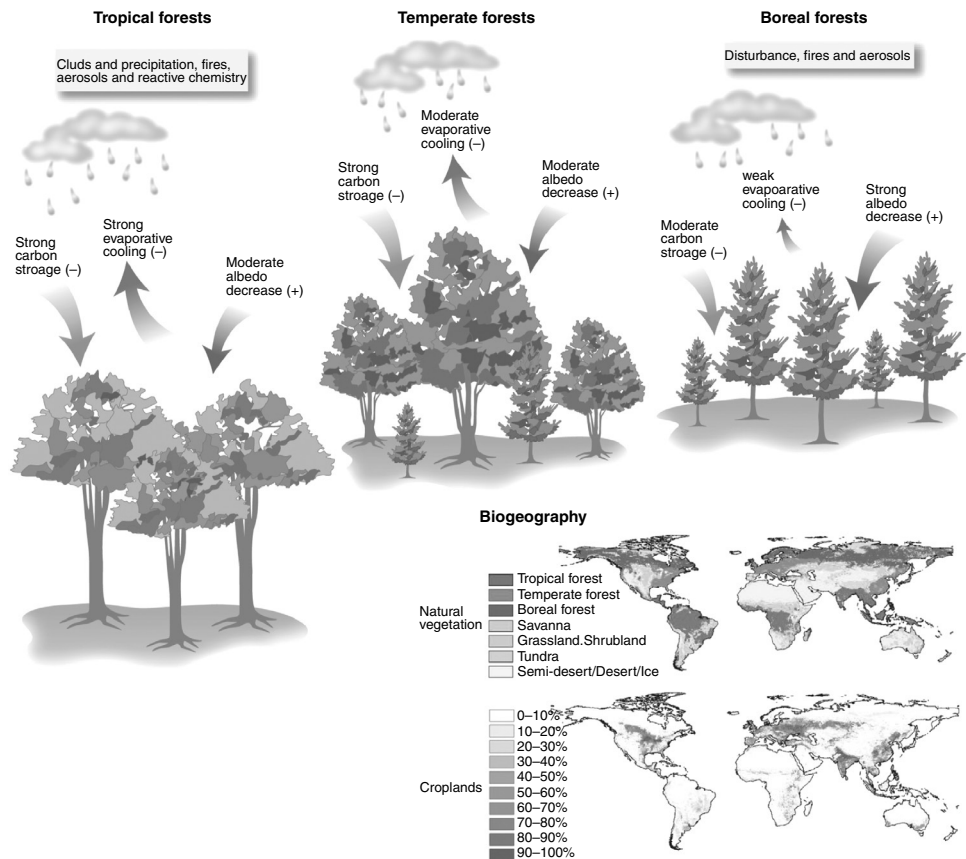 Tropical forests
Cluds and precipitation, fires,
aerosols and reactive chemistry
Strong
carbon
stroage (–)
Strong
evaporative
cooling (–)
Moderate
albedo
decrease (+)
Temperate forests
Strong
carbon
stroage (–)
Moderate
evaporative
cooling (–)
Moderate
albedo
decrease (+)
Boreal forests
Disturbance, fires and aerosols
Moderate
carbon
stroage (–)
weak
evapoarative
cooling (–)
Strong
albedo
decrease (+)
Biogeography
Natural
vegetation
Tropical forest
Temperate forest
Boreal forest
Savanna
Grassland.Shrubland
Tundra
Semi-desert/Desert/Ice
Croplands
0–10%
10–20%
20–30%
30–40%
40–50%
50–60%
60–70%
70–80%
80–90%
90–100%